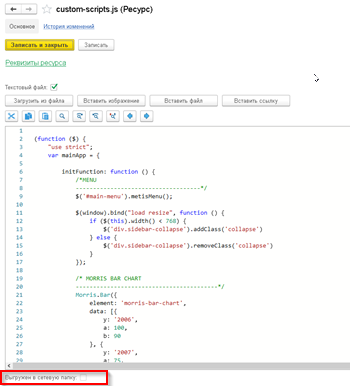 custom-scripts.js (Ресурс)
Основное История изменений
Записать и закрыть Записать
Реквизиты ресурса
Текстовый файл:
Загрузить из файла Вставить изображение Вставить файл Вставить ссылку
1
2 (function ($) {
3 "use strict";
4 var mainApp = {
5
6 initFunction: function () {
7 /*MENU
8 ------------------------------------*/
9 $('#main-menu').metisMenu();
10
11 $(window).bind("load resize", function () {
12 if ($(this).width() < 768) {
13 $('div.sidebar-collapse').addClass('collapse')
14 } else {
15 $('div.sidebar-collapse').removeClass('collapse')
16 }
17 });
18
19 /* MORRIS BAR CHART
20 -----------------------------------------*/
21 Morris.Bar({
22 element: 'morris-bar-chart',
23 data: [{
24 y: '2006',
25 a: 100,
26 b: 90
27 }, {
28 y: '2007',
29 a: 75,
Выгружен в сетевую папку: